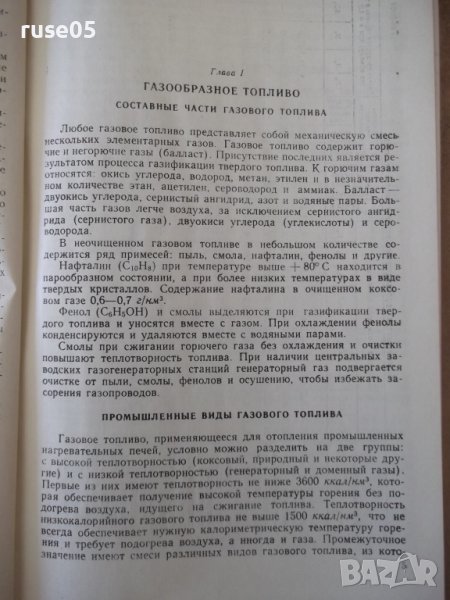 ruse05
Глава I
ГАЗООБРАЗНОЕ ТОПЛИВО
СОСТАВНЫЕ ЧАСТИ ГАЗОВОГО ТОПЛИВА
Любое газовое топливо представляет собой механическую смесь
нескольких элементарных газов. Газовое топливо содержит горю-
чие и негорючие газы (балласт). Присутствие последних является ре-
зультатом процесса газификации твердого топлива. К горючим газам
относятся: окись углерода, водород, метан, этилен и в незначитель-
ном количестве этан, ацетилен, сероводород и аммиак. Балласт —
двуокись углерода, сернистый ангидрид, азот и водяные пары. Боль-
шая часть газов легче воздуха, за исключением сернистого ангид-
рида (сернистого газа), двуокиси углерода (углекислоты) и серо-
водорода.
В неочищенном газовом топливе в небольшом количестве со-
держится ряд примесей: пыль, смола, нафталин, фенолы и другие.
Нафталин (C₁₀H₈) при температуре выше +80° С находится в
парообразном состоянии, а при более низких температурах в виде
твердых кристаллов. Содержание нафталина в очищенном коксо-
вом газе 0,6—0,7 г/нм³.
Фенол (C₆H₅OH) и смолы выделяются при газификации твер-
дого топлива и уносятся вместе с газом. При охлаждении фенолы
конденсируются и удаляются вместе с водяными парами.
Смолы при сжигании горючего газа без охлаждения и очистки
повышают теплотворность топлива. При наличии центральных за-
водских газогенераторных станций генераторный газ подвергается
очистке от пыли, смолы, фенолов и осушению, чтобы избежать за-
сорения газопроводов.
ПРОМЫШЛЕННЫЕ ВИДЫ ГАЗОВОГО ТОПЛИВА
Газовое топливо, применяющееся для отопления промышленных
нагревательных печей, условно можно разделить на две группы:
с высокой теплотворностью (коксовый, природный и некоторые дру-
гие) и с низкой теплотворностью (генераторный и доменный газы).
Первые из них имеют теплотворность не ниже 3600 ккал/нм³, кото-
рая обеспечивает получение высокой температуры горения без по-
догрева воздуха, идущего на сжигание топлива. Теплотворность
низкокалорийного газового топлива не выше 1500 ккал/нм³, что не
всегда обеспечивает нужную калориметрическую температуру горе-
ния и требует подогрева воздуха, а иногда и газа. Промежуточное
значение имеют смеси различных видов газового топлива, из кото-
bazar.bg